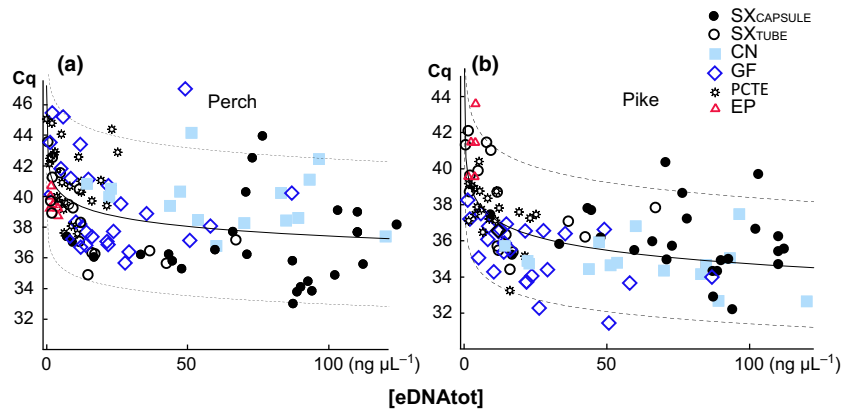 SXCAPSULE
SXTUBE
CN
GF
PCTE
EP
(a)
Cq
Perch
46
44
42
40
38
36
34
32
0
50
100 (ng µL–1)
(b)
Cq
Pike
44
42
40
38
36
34
32
0
50
100 (ng µL–1)
[eDNAtot]